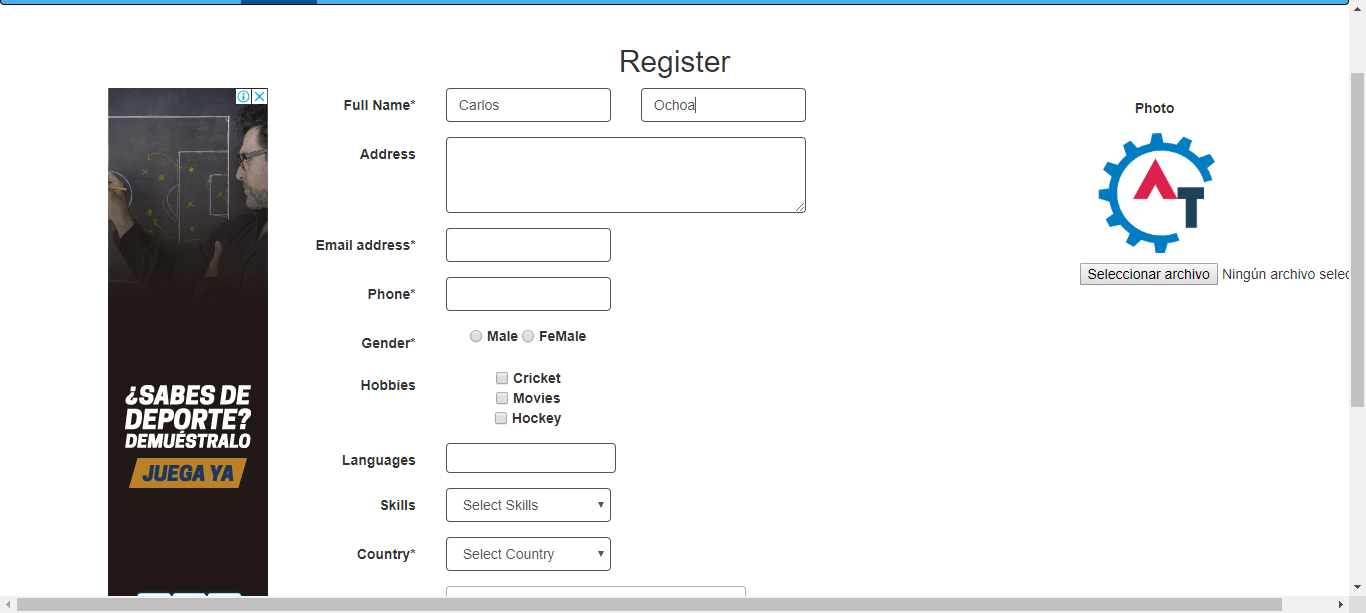 Register
Full Name* Carlos Ochoa
Photo
Address
Email address*
Phone*
Seleccionar archivo Ningún archivo selec
Gender* Male FeMale
Hobbies Cricket
Movies
Hockey
Languages
Skills Select Skills
Country* Select Country
¿SABES DE
DEPORTE?
DEMUÉSTRALO
JUEGA YA
AT